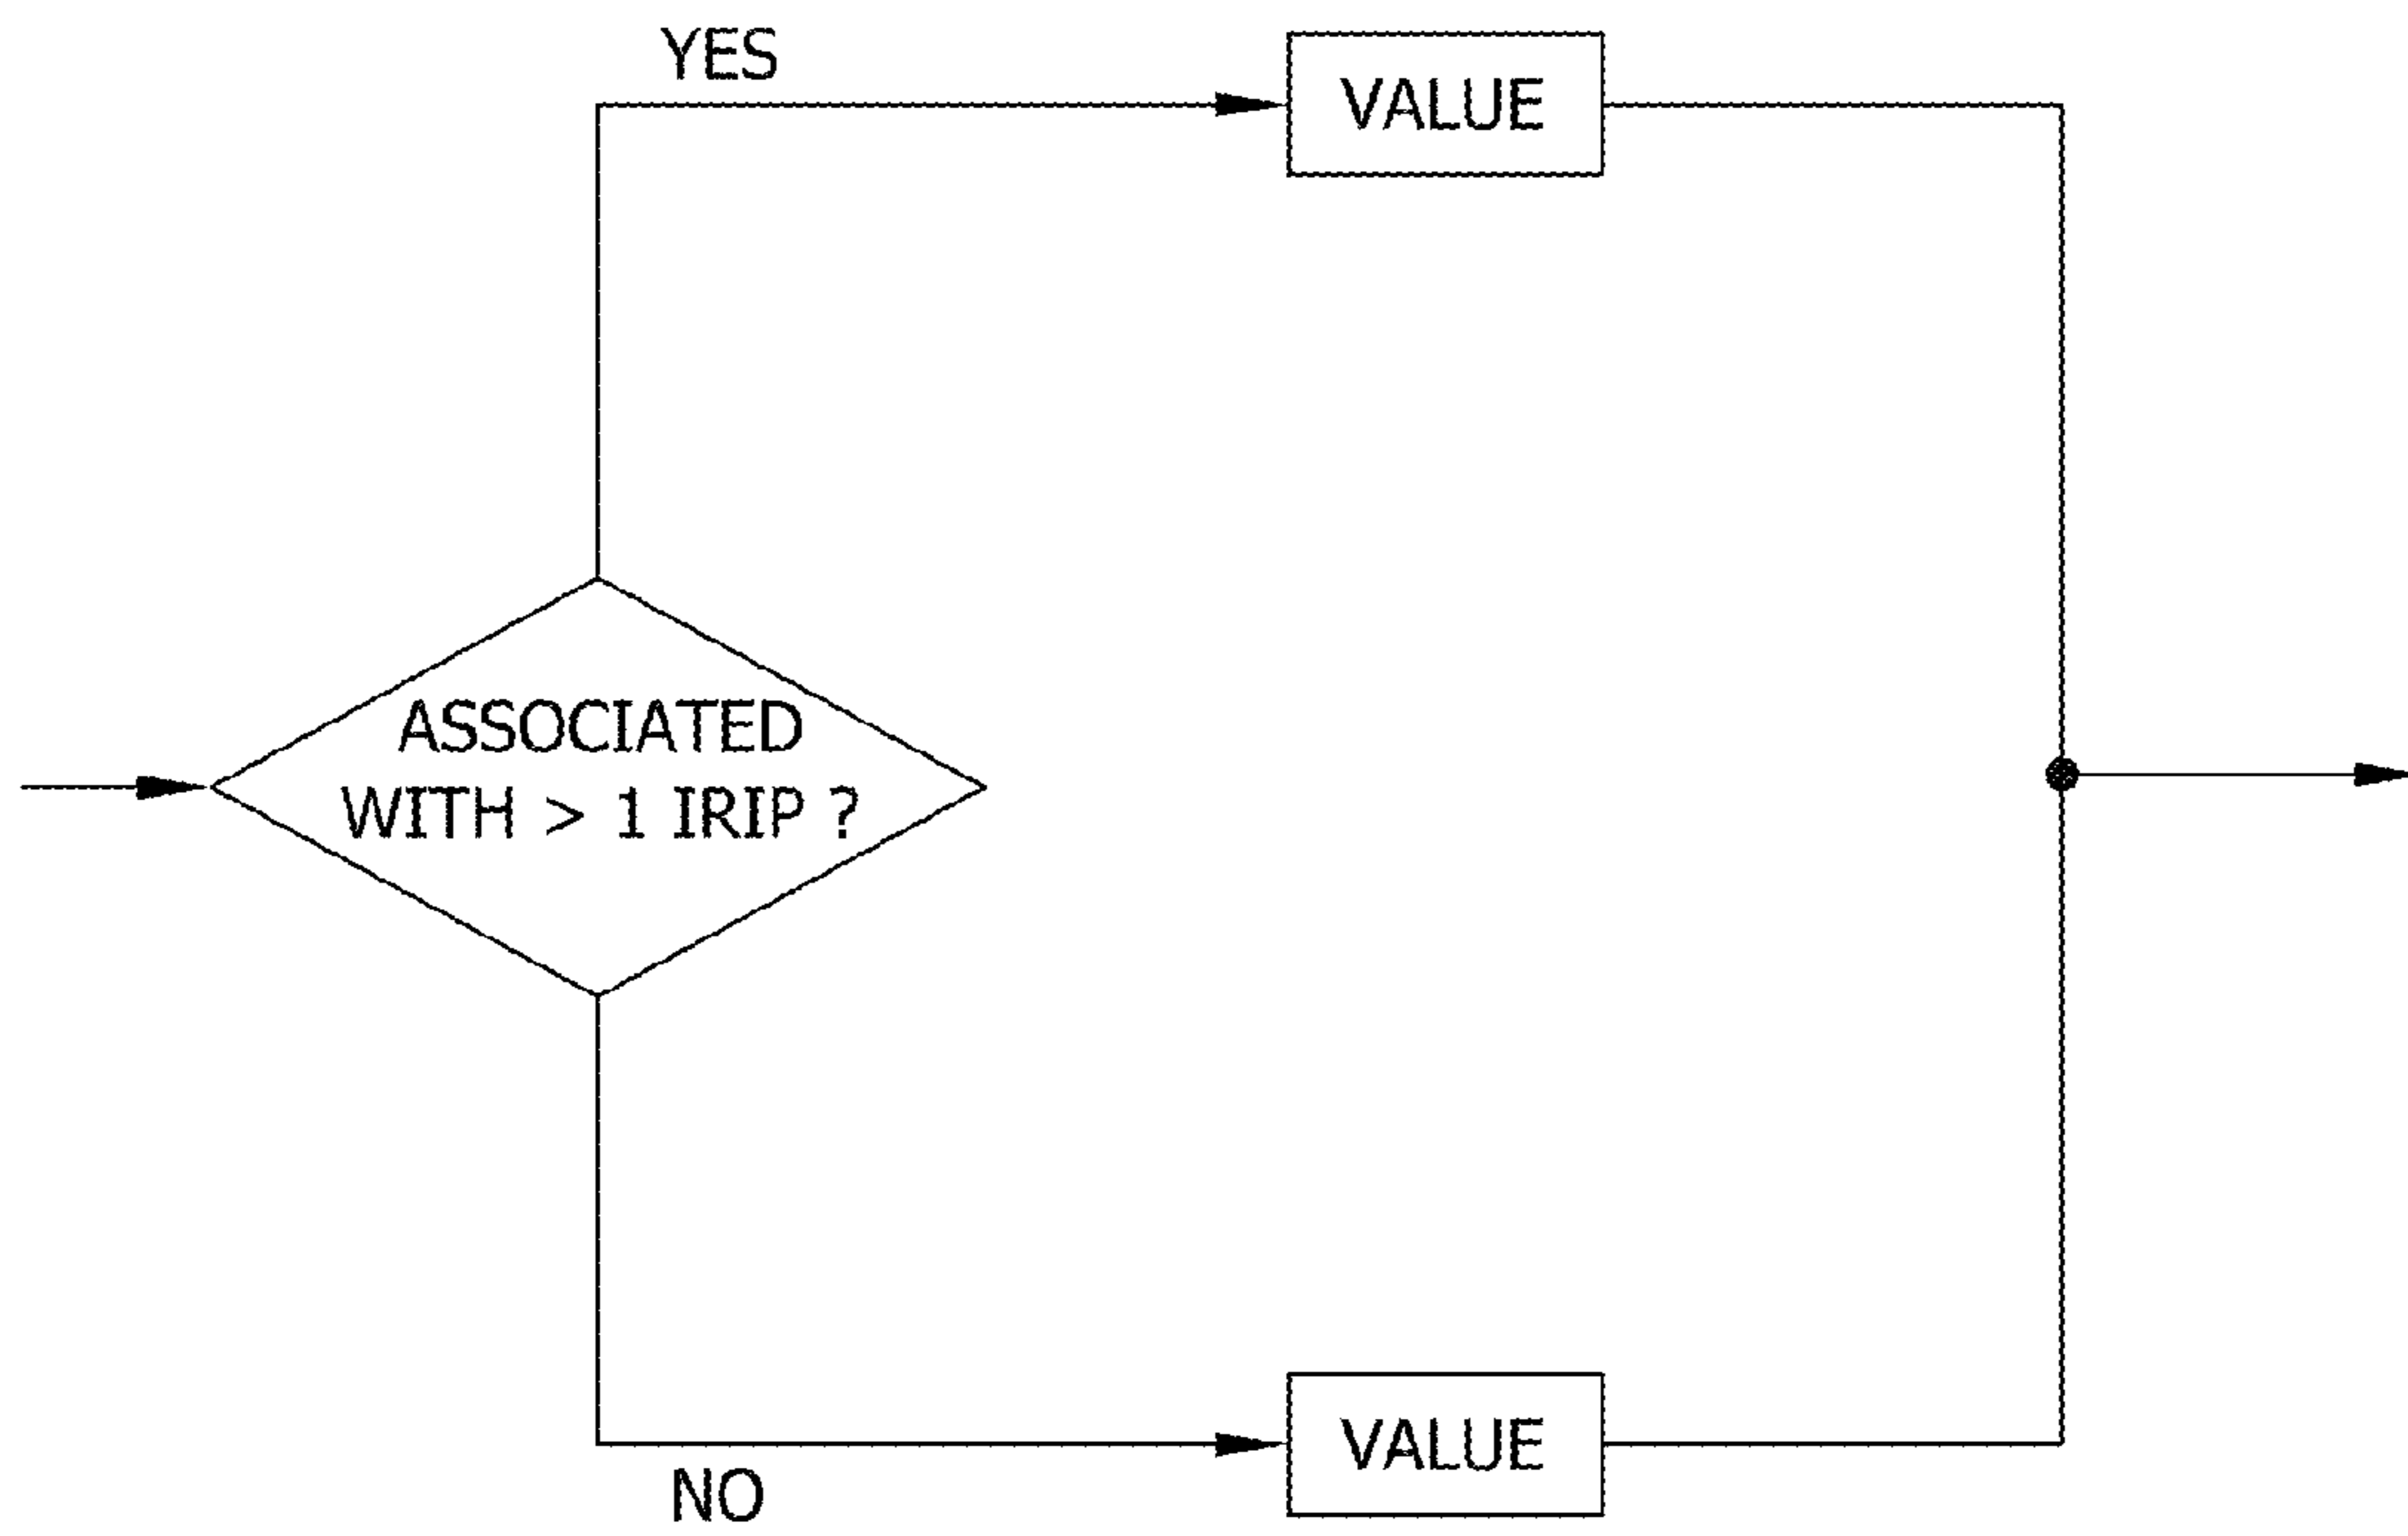 YES
VALUE
ASSOCIATED
WITH > 1 IRIP ?
VALUE
NO